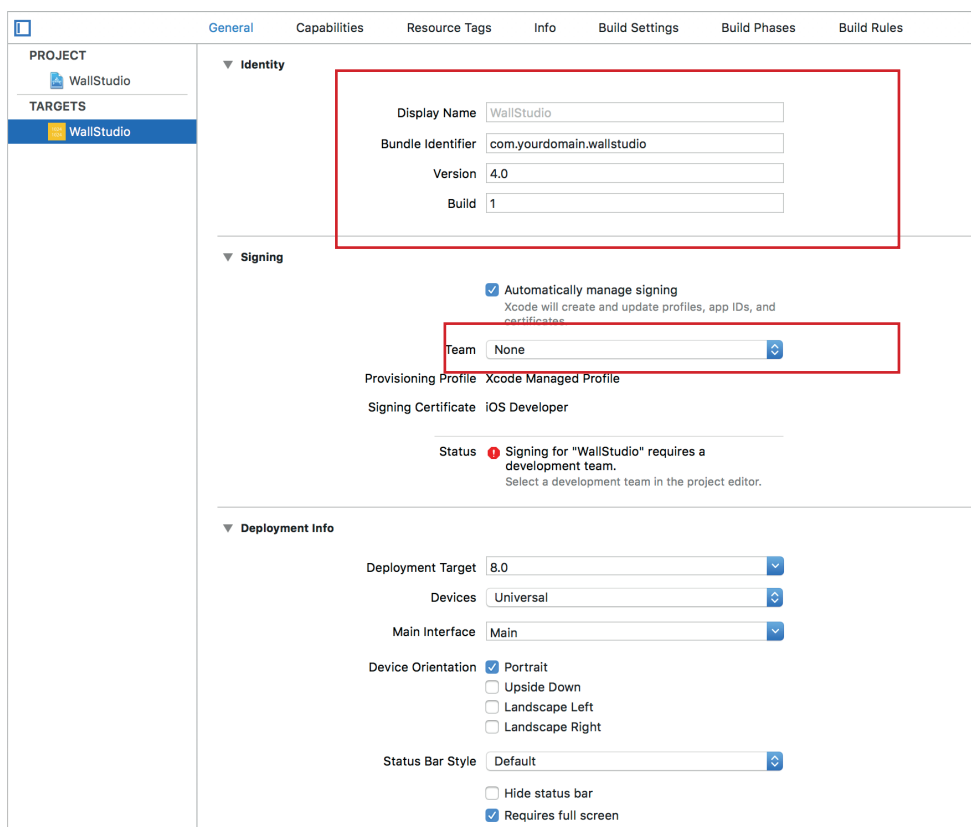 General Capabilities Resource Tags Info Build Settings Build Phases Build Rules
PROJECT
WallStudio
TARGETS
WallStudio
Identity
Display Name WallStudio
Bundle Identifier com.yourdomain.wallstudio
Version 4.0
Build 1
Signing
Automatically manage signing
Xcode will create and update profiles, app IDs, and
certificates.
Team None
Provisioning Profile Xcode Managed Profile
Signing Certificate iOS Developer
Status Signing for "WallStudio" requires a
development team.
Select a development team in the project editor.
Deployment Info
Deployment Target 8.0
Devices Universal
Main Interface Main
Device Orientation Portrait
Upside Down
Landscape Left
Landscape Right
Status Bar Style Default
Hide status bar
Requires full screen